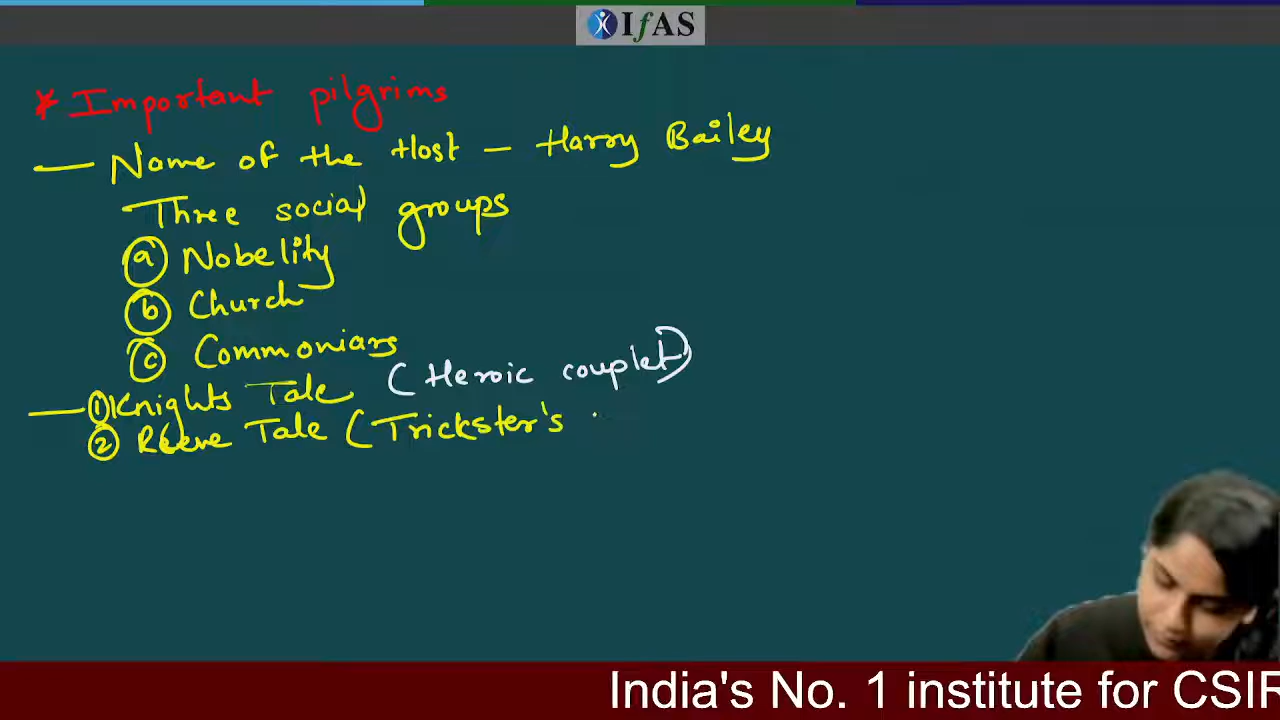 IfAS
* Important pilgrims
— Name of the Host – Harry Bailey
Three social groups
(a) Nobelity
(b) Church
(c) Commonians
— (1) Knights Tale (Heroic couplet)
(2) Reeve Tale (Trickster's
India's No. 1 institute for CSIR